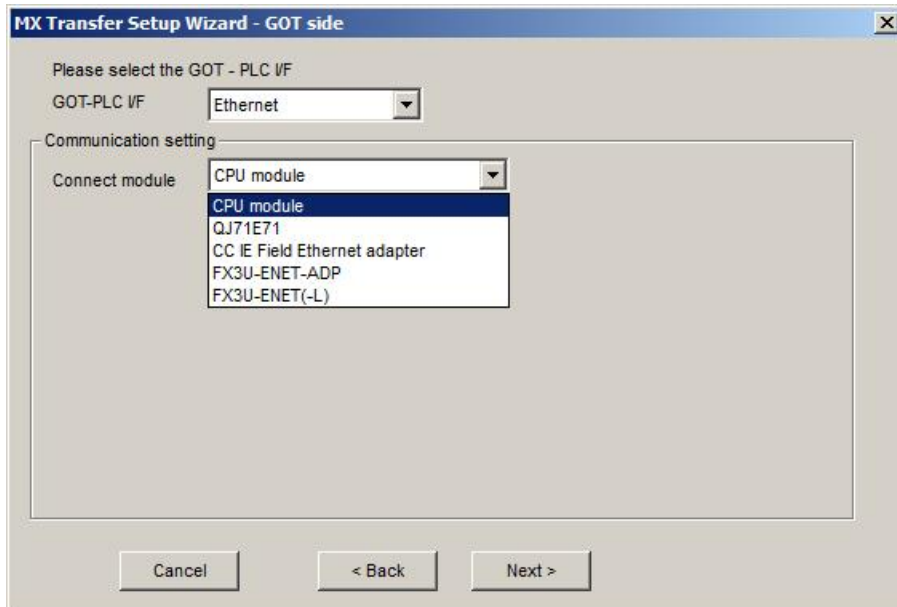 MX Transfer Setup Wizard - GOT side
Please select the GOT - PLC I/F
GOT-PLC I/F
Ethernet
Communication setting
Connect module
CPU module
CPU module
QJ71E71
CC IE Field Ethernet adapter
FX3U-ENET-ADP
FX3U-ENET(-L)
Cancel
< Back
Next >